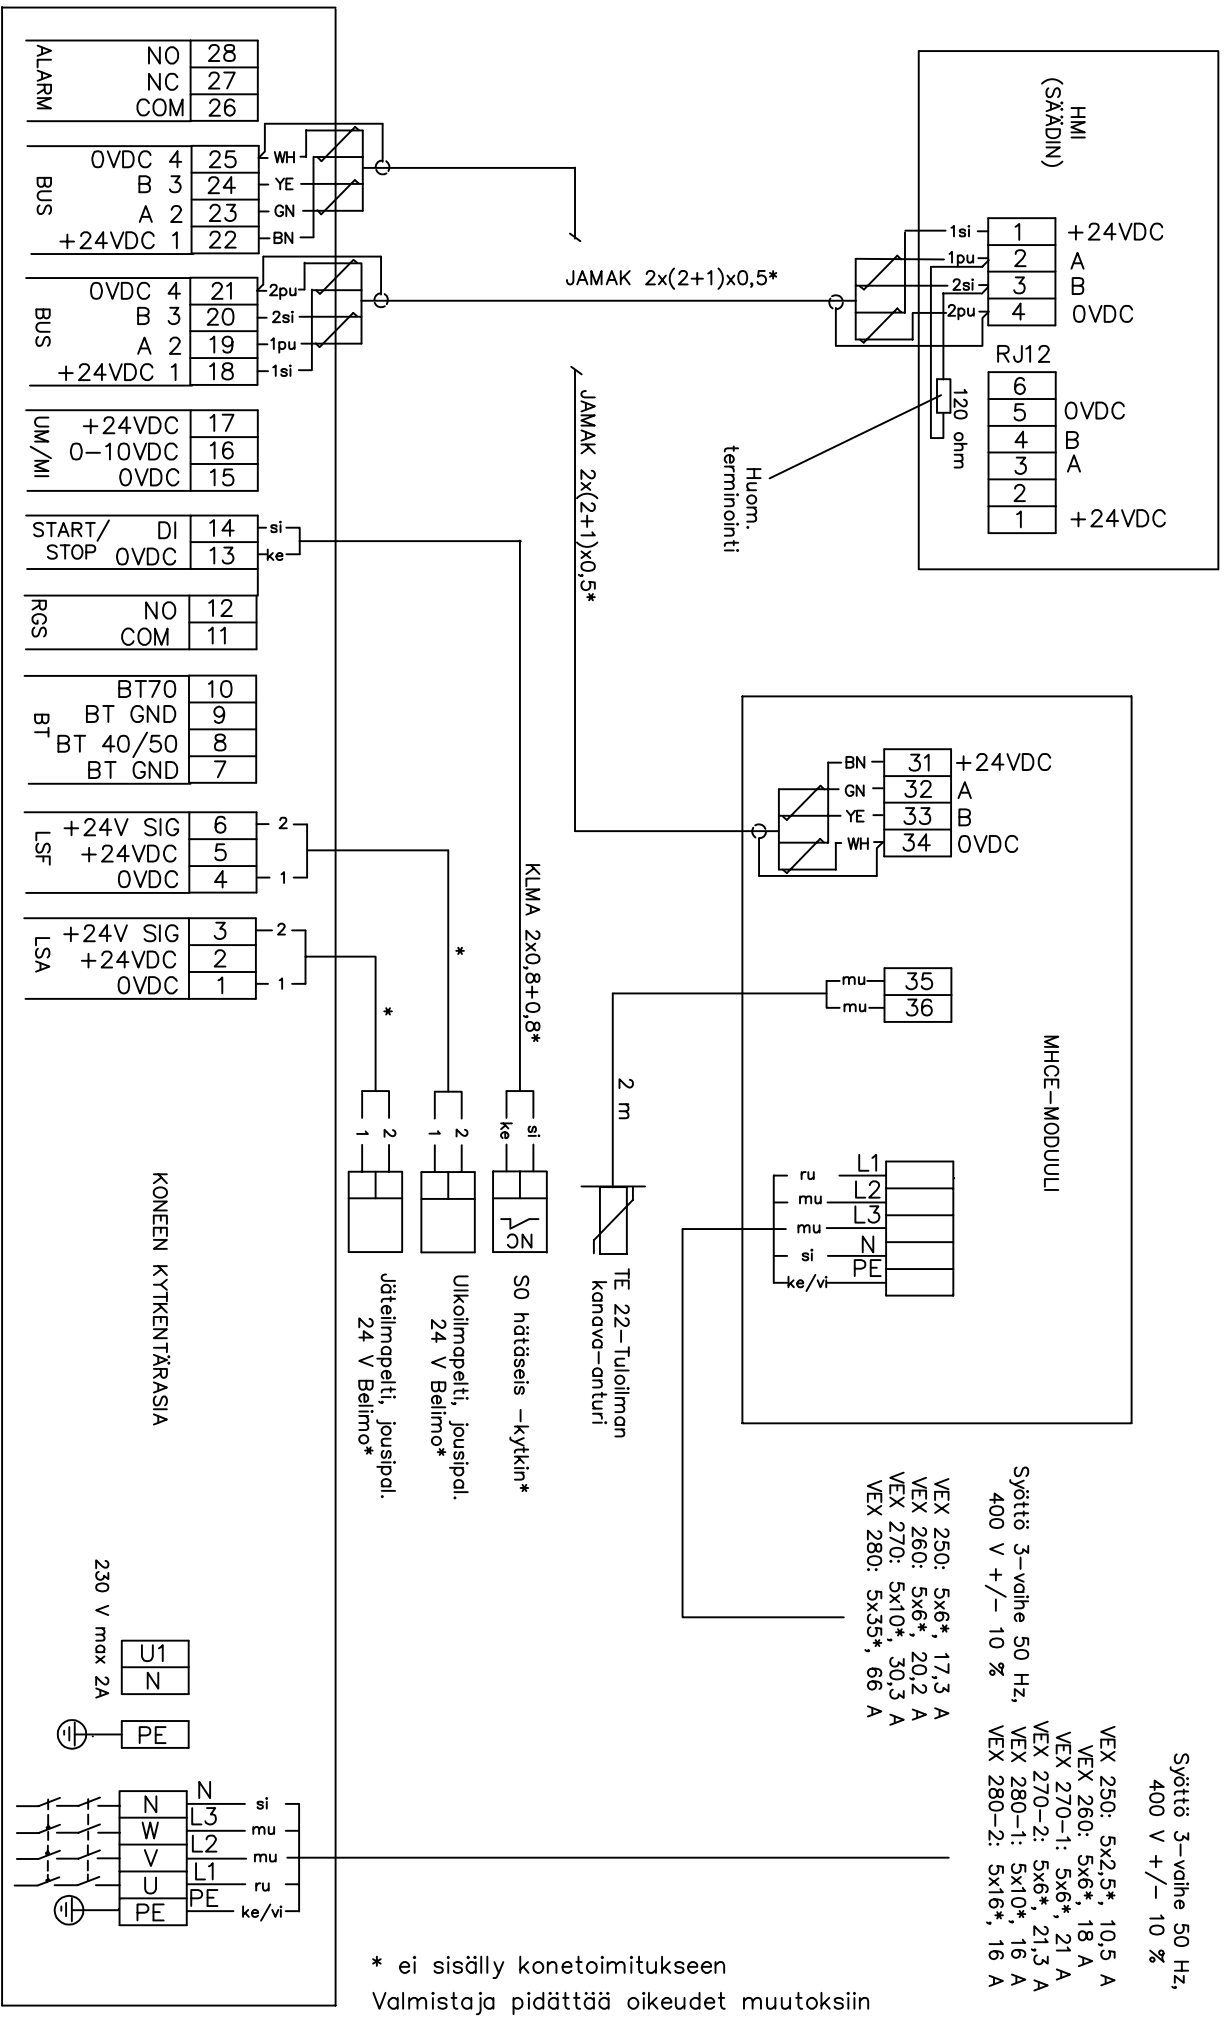 ALARM
NO 28
NC 27
COM 26
BUS
0VDC 4 25 WH
B 3 24 YE
A 2 23 GN
+24VDC 1 22 BN
BUS
0VDC 4 21 2pu
B 3 20 2si
A 2 19 1pu
+24VDC 1 18 1si
UM/MI
+24VDC 17
0-10VDC 16
0VDC 15
START/ DI 14 si
STOP 0VDC 13 ke
RGS
NO 12
COM 11
BT
BT70 10
BT GND 9
BT 40/50 8
BT GND 7
LSF
+24V SIG 6 2
+24VDC 5
0VDC 4 1
LSA
+24V SIG 3 2
+24VDC 2
0VDC 1 1
KONEEN KYTKENTÄRASIA
230 V max 2A
U1
N
PE
N N si
W L3 mu
V L2 mu
U L1 ru
PE PE ke/vi
JAMAK 2x(2+1)x0,5*
JAMAK 2x(2+1)x0,5*
KLMA 2x0,8+0,8*
*
*
2 m
1 2
1 2
ke si
NC
Jäteilmapelti, jousipal.
24 V Belimo*
Ulkoilmapelti, jousipal.
24 V Belimo*
S0 hätäseis -kytkin*
TE 22-Tuloilman
kanava-anturi
HMI
(SÄÄDIN)
1si 1 +24VDC
1pu 2 A
2si 3 B
2pu 4 0VDC
RJ12
6
5 0VDC
4 B
3 A
2
1 +24VDC
120 ohm
Huom.
terminointi
MHCE-MODUULI
BN 31 +24VDC
GN 32 A
YE 33 B
WH 34 0VDC
mu 35
mu 36
ru L1
mu L2
mu L3
si N
ke/vi PE
Syöttö 3-vaihe 50 Hz,
400 V +/- 10 %
VEX 250: 5x6*, 17,3 A
VEX 260: 5x6*, 20,2 A
VEX 270: 5x10*, 30,3 A
VEX 280: 5x35*, 66 A
Syöttö 3-vaihe 50 Hz,
400 V +/- 10 %
VEX 250: 5x2,5*, 10,5 A
VEX 260: 5x6*, 18 A
VEX 270-1: 5x6*, 21 A
VEX 270-2: 5x6*, 21,3 A
VEX 280-1: 5x10*, 16 A
VEX 280-2: 5x16*, 16 A
* ei sisälly konetoimitukseen
Valmistaja pidättää oikeudet muutoksiin